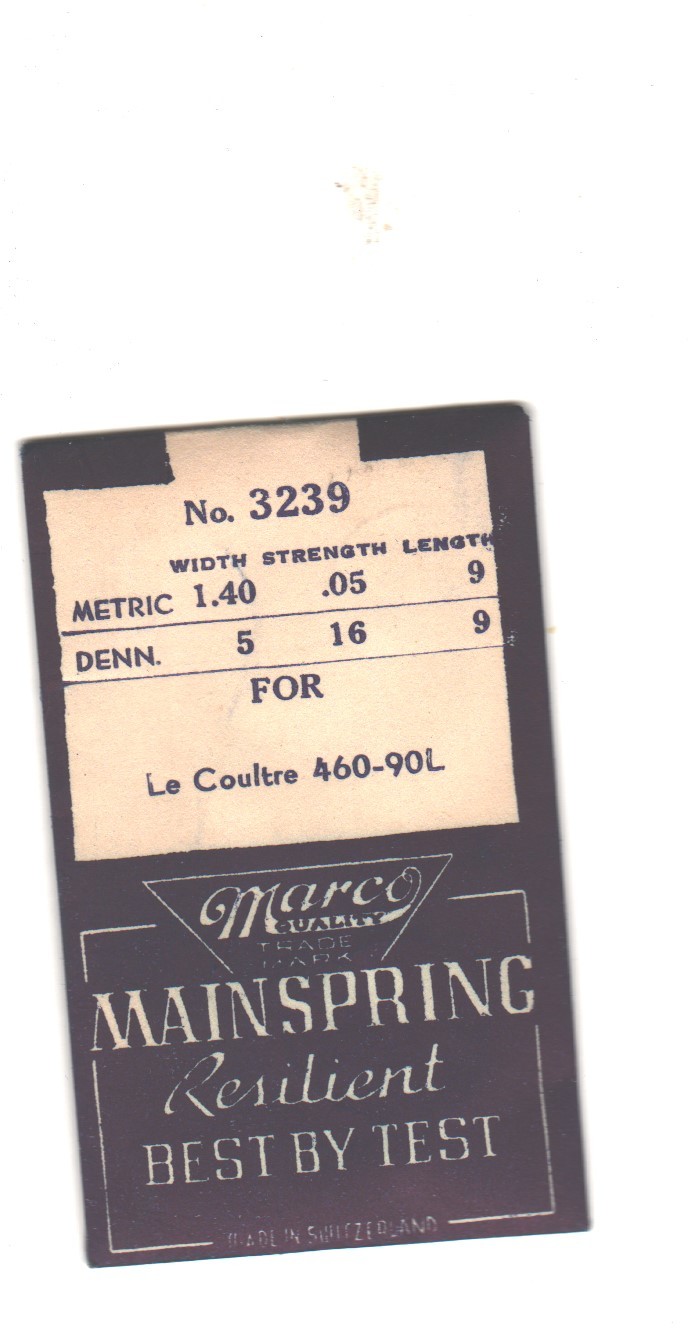 No. 3239
WIDTH STRENGTH LENGTH
METRIC 1.40 .05 9
DENN. 5 16 9
FOR
Le Coultre 460-90L
Marco
QUALITY
TRADE
MARK
MAINSPRING
Resilient
BEST BY TEST
MADE IN SWITZERLAND